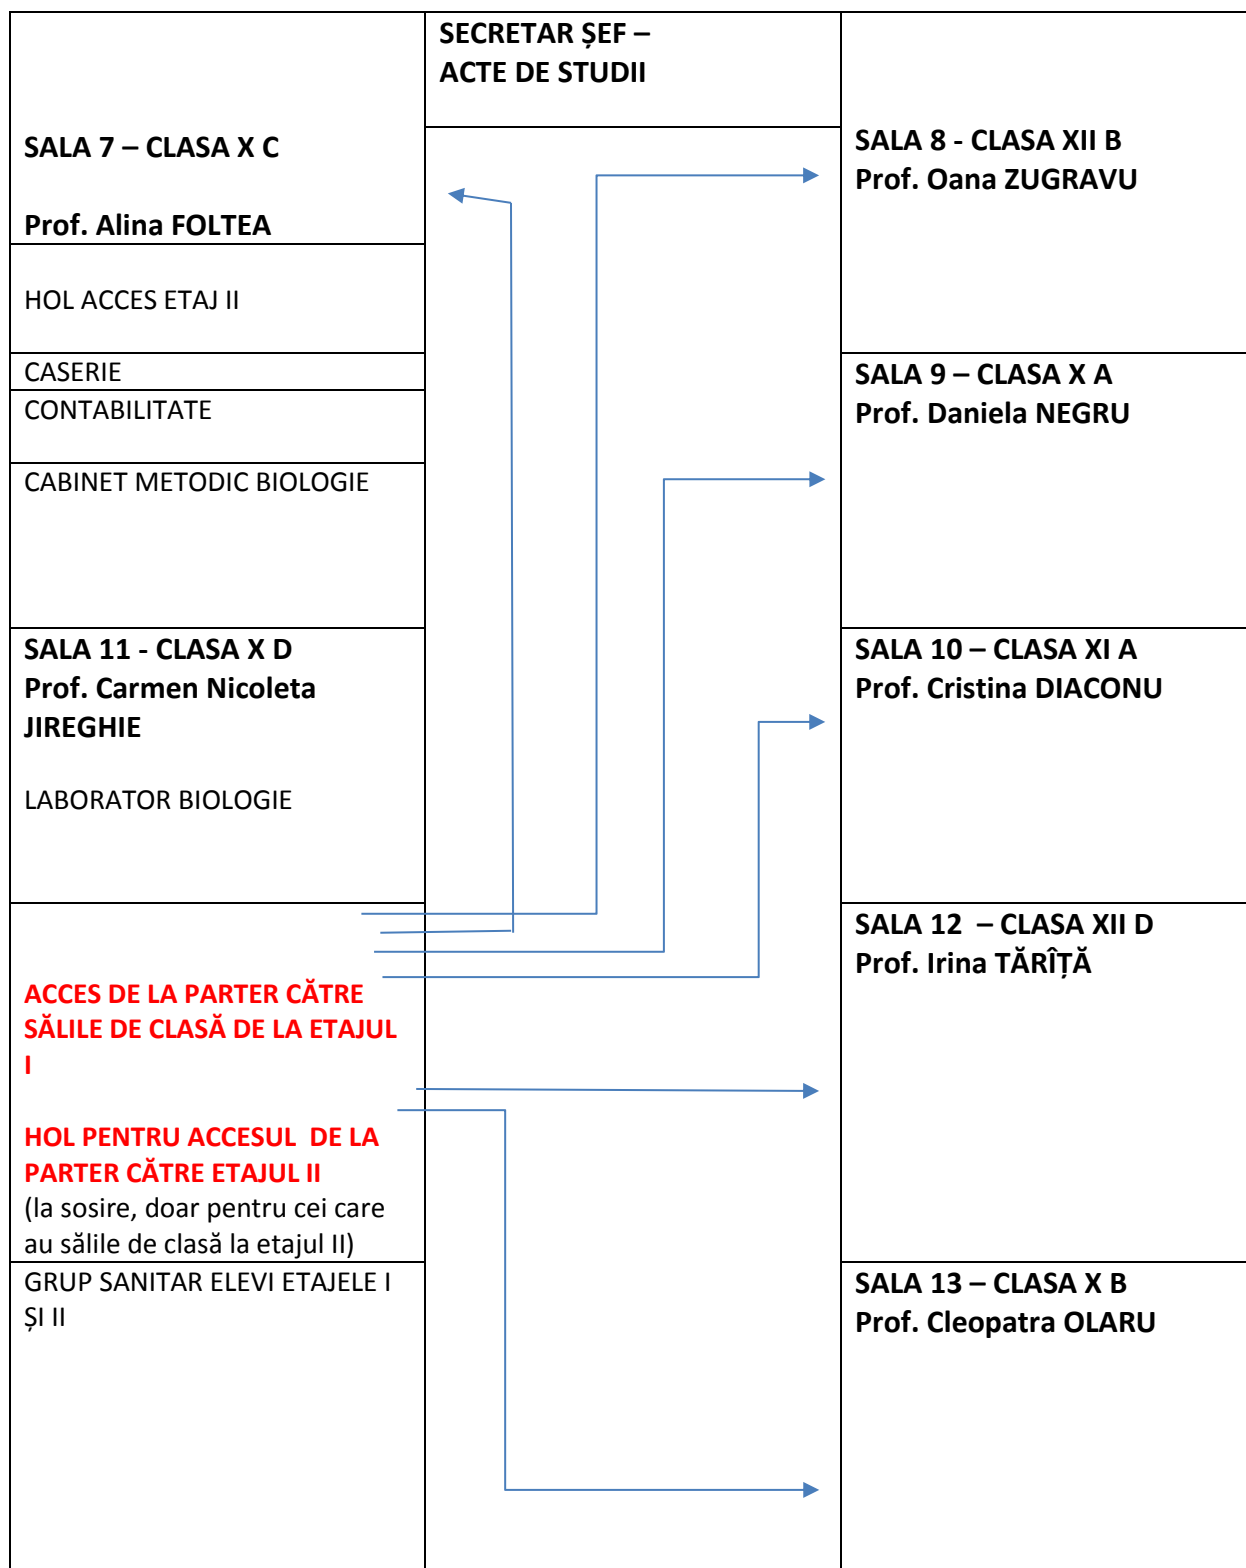 SECRETAR ȘEF –
ACTE DE STUDII
SALA 7 – CLASA X C
Prof. Alina FOLTEA
HOL ACCES ETAJ II
CASERIE
CONTABILITATE
CABINET METODIC BIOLOGIE
SALA 11 - CLASA X D
Prof. Carmen Nicoleta
JIREGHIE
LABORATOR BIOLOGIE
ACCES DE LA PARTER CĂTRE
SĂLILE DE CLASĂ DE LA ETAJUL
I
HOL PENTRU ACCESUL  DE LA
PARTER CĂTRE ETAJUL II
(la sosire, doar pentru cei care
au sălile de clasă la etajul II)
GRUP SANITAR ELEVI ETAJELE I
ȘI II
SALA 8 - CLASA XII B
Prof. Oana ZUGRAVU
SALA 9 – CLASA X A
Prof. Daniela NEGRU
SALA 10 – CLASA XI A
Prof. Cristina DIACONU
SALA 12  – CLASA XII D
Prof. Irina TĂRÎȚĂ
SALA 13 – CLASA X B
Prof. Cleopatra OLARU